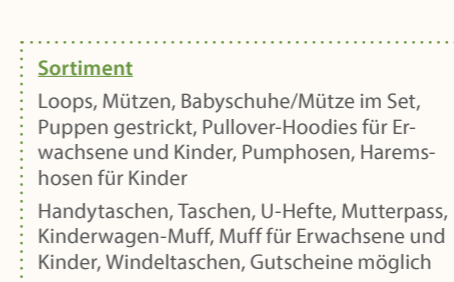 Sortiment
Loops, Mützen, Babyschuhe/Mütze im Set,
Puppen gestrickt, Pullover-Hoodies für Er-
wachsene und Kinder, Pumphosen, Harems-
hosen für Kinder
Handytaschen, Taschen, U-Hefte, Mutterpass,
Kinderwagen-Muff, Muff für Erwachsene und
Kinder, Windeltaschen, Gutscheine möglich